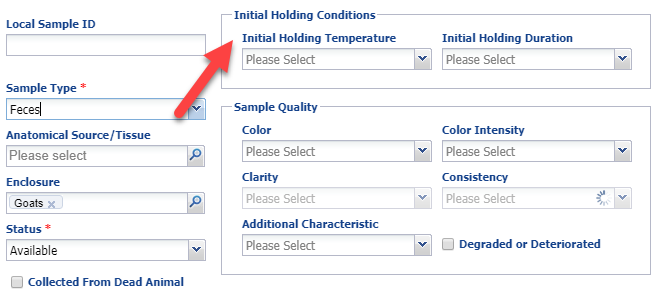 Local Sample ID
Sample Type *
Feces
Anatomical Source/Tissue
Please select
Enclosure
Goats
Status *
Available
Collected From Dead Animal
Initial Holding Conditions
Initial Holding Temperature Initial Holding Duration
Please Select Please Select
Sample Quality
Color Color Intensity
Please Select Please Select
Clarity Consistency
Please Select Please Select
Additional Characteristic
Please Select Degraded or Deteriorated